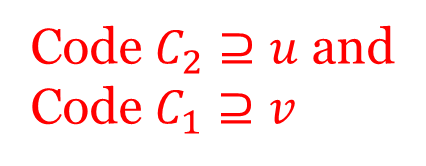 Code 𝐶₂ ⊇ 𝑢 and
Code 𝐶₁ ⊇ 𝑣